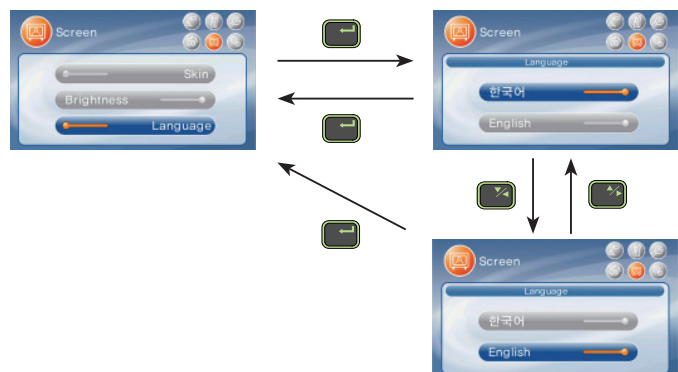 Screen
Skin
Brightness
Language
Screen
Language
한국어
English
Screen
Language
한국어
English